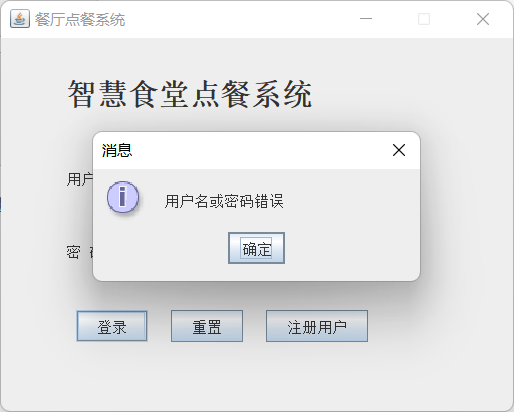 餐厅点餐系统
智慧食堂点餐系统
消息
用户
用户名或密码错误
密
确定
登录
重置
注册用户